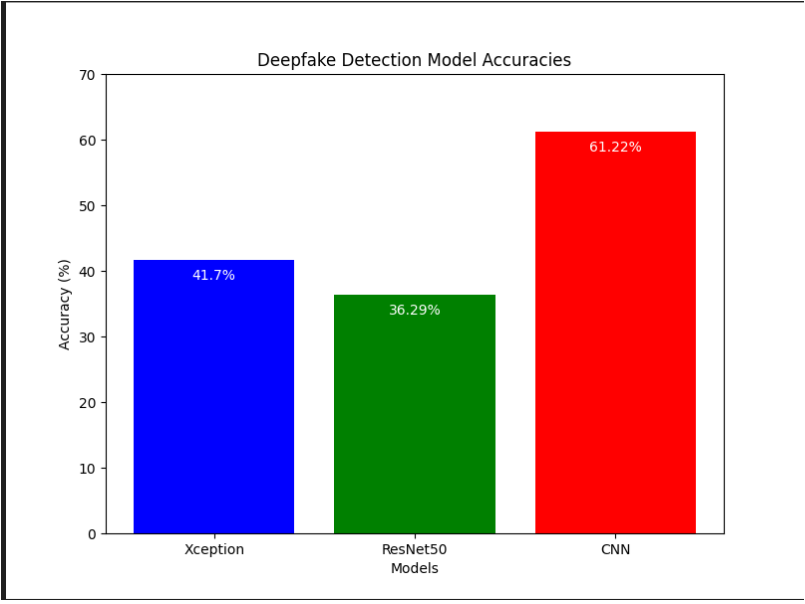 Deepfake Detection Model Accuracies
Accuracy (%)
70
60
50
40
30
20
10
0
41.7%
36.29%
61.22%
Xception ResNet50 CNN
Models